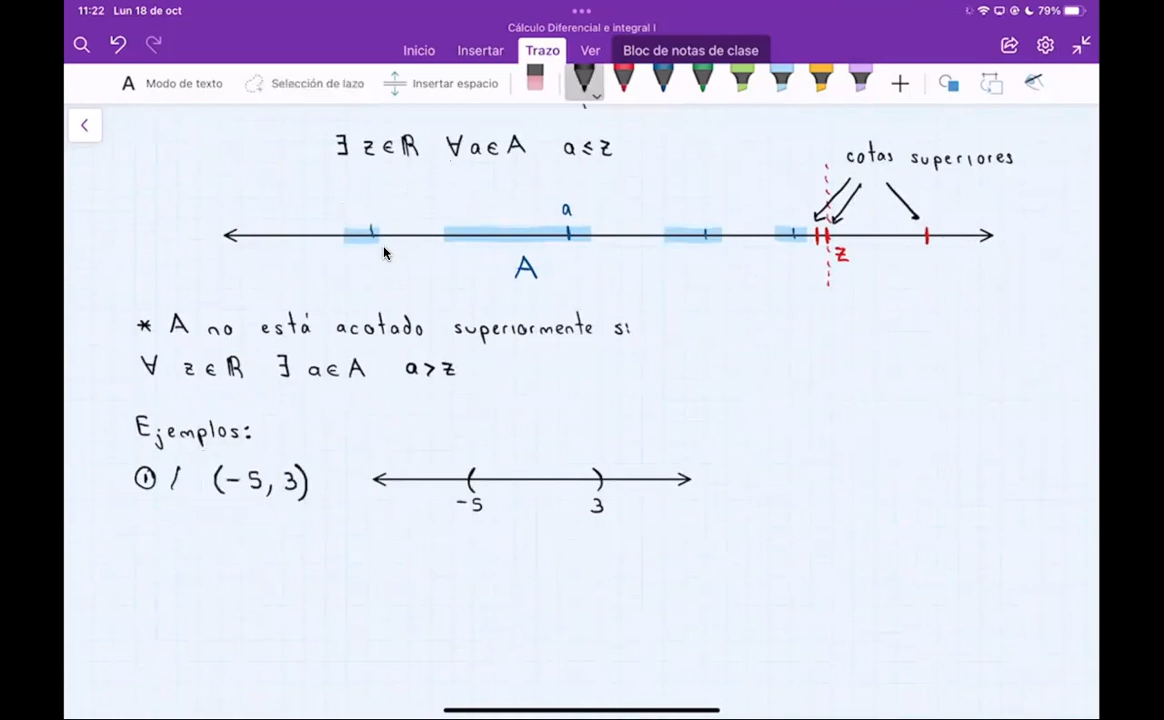 11:22 Lun 18 de oct
79%
Cálculo Diferencial e integral I
Inicio Insertar Trazo Ver Bloc de notas de clase
A Modo de texto Selección de lazo Insertar espacio
∃ z ∈ ℝ ∀ a ∈ A a ≤ z
cotas superiores
a
z
A
* A no está acotado superiormente si
∀ z ∈ ℝ ∃ a ∈ A a > z
Ejemplos:
① / (-5, 3)
-5 3